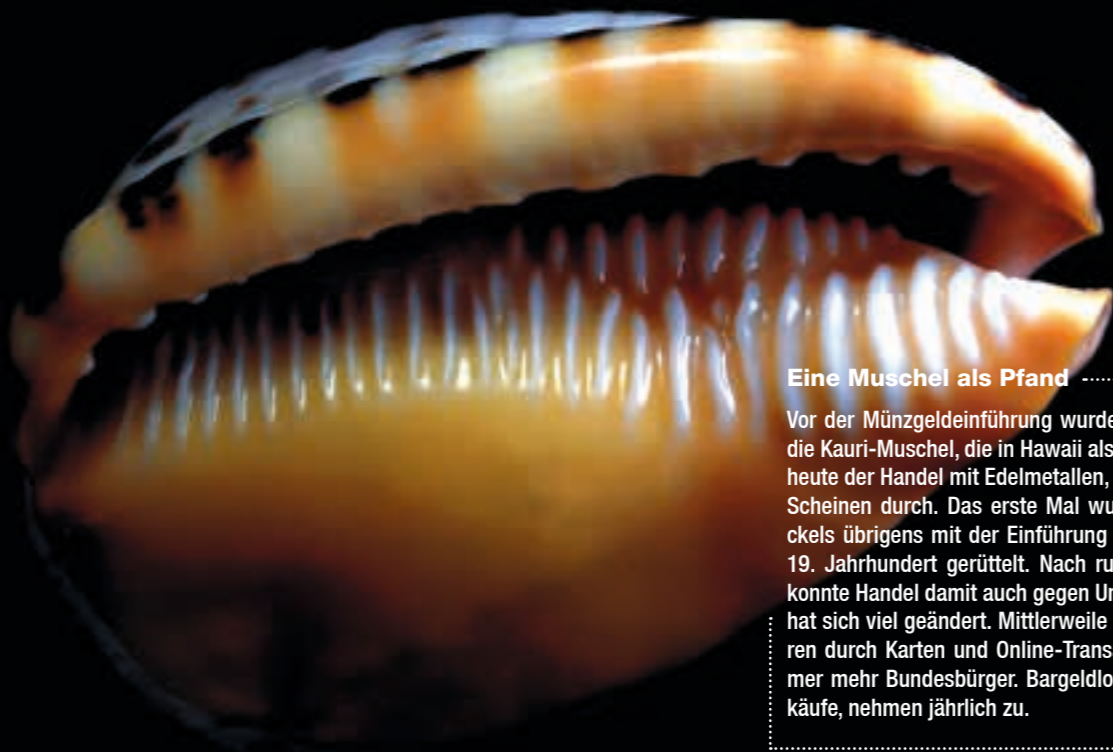 Eine Muschel als Pfand
Vor der Münzgeldeinführung wurde
die Kauri-Muschel, die in Hawaii als
heute der Handel mit Edelmetallen,
Scheinen durch. Das erste Mal wu
ckels übrigens mit der Einführung
19. Jahrhundert gerüttelt. Nach ru
konnte Handel damit auch gegen Un
hat sich viel geändert. Mittlerweile
ren durch Karten und Online-Trans
mer mehr Bundesbürger. Bargeldlo
käufe, nehmen jährlich zu.